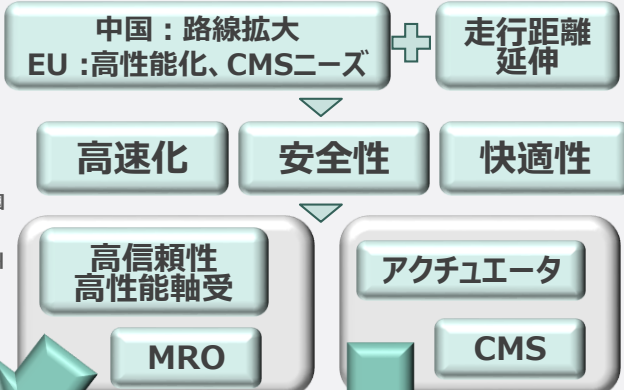 中国：路線拡大
EU：高性能化、CMSニーズ
走行距離
延伸
高速化
安全性
快適性
高信頼性
高性能軸受
アクチュエータ
MRO
CMS